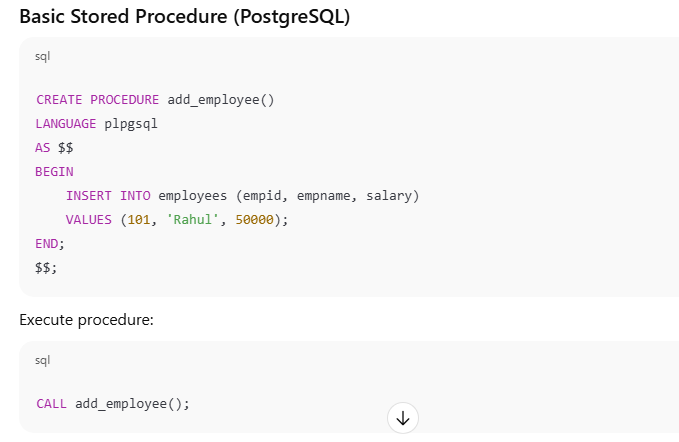 Basic Stored Procedure (PostgreSQL)
sql
CREATE PROCEDURE add_employee()
LANGUAGE plpgsql
AS $$
BEGIN
    INSERT INTO employees (empid, empname, salary)
    VALUES (101, 'Rahul', 50000);
END;
$$;
Execute procedure:
sql
CALL add_employee();